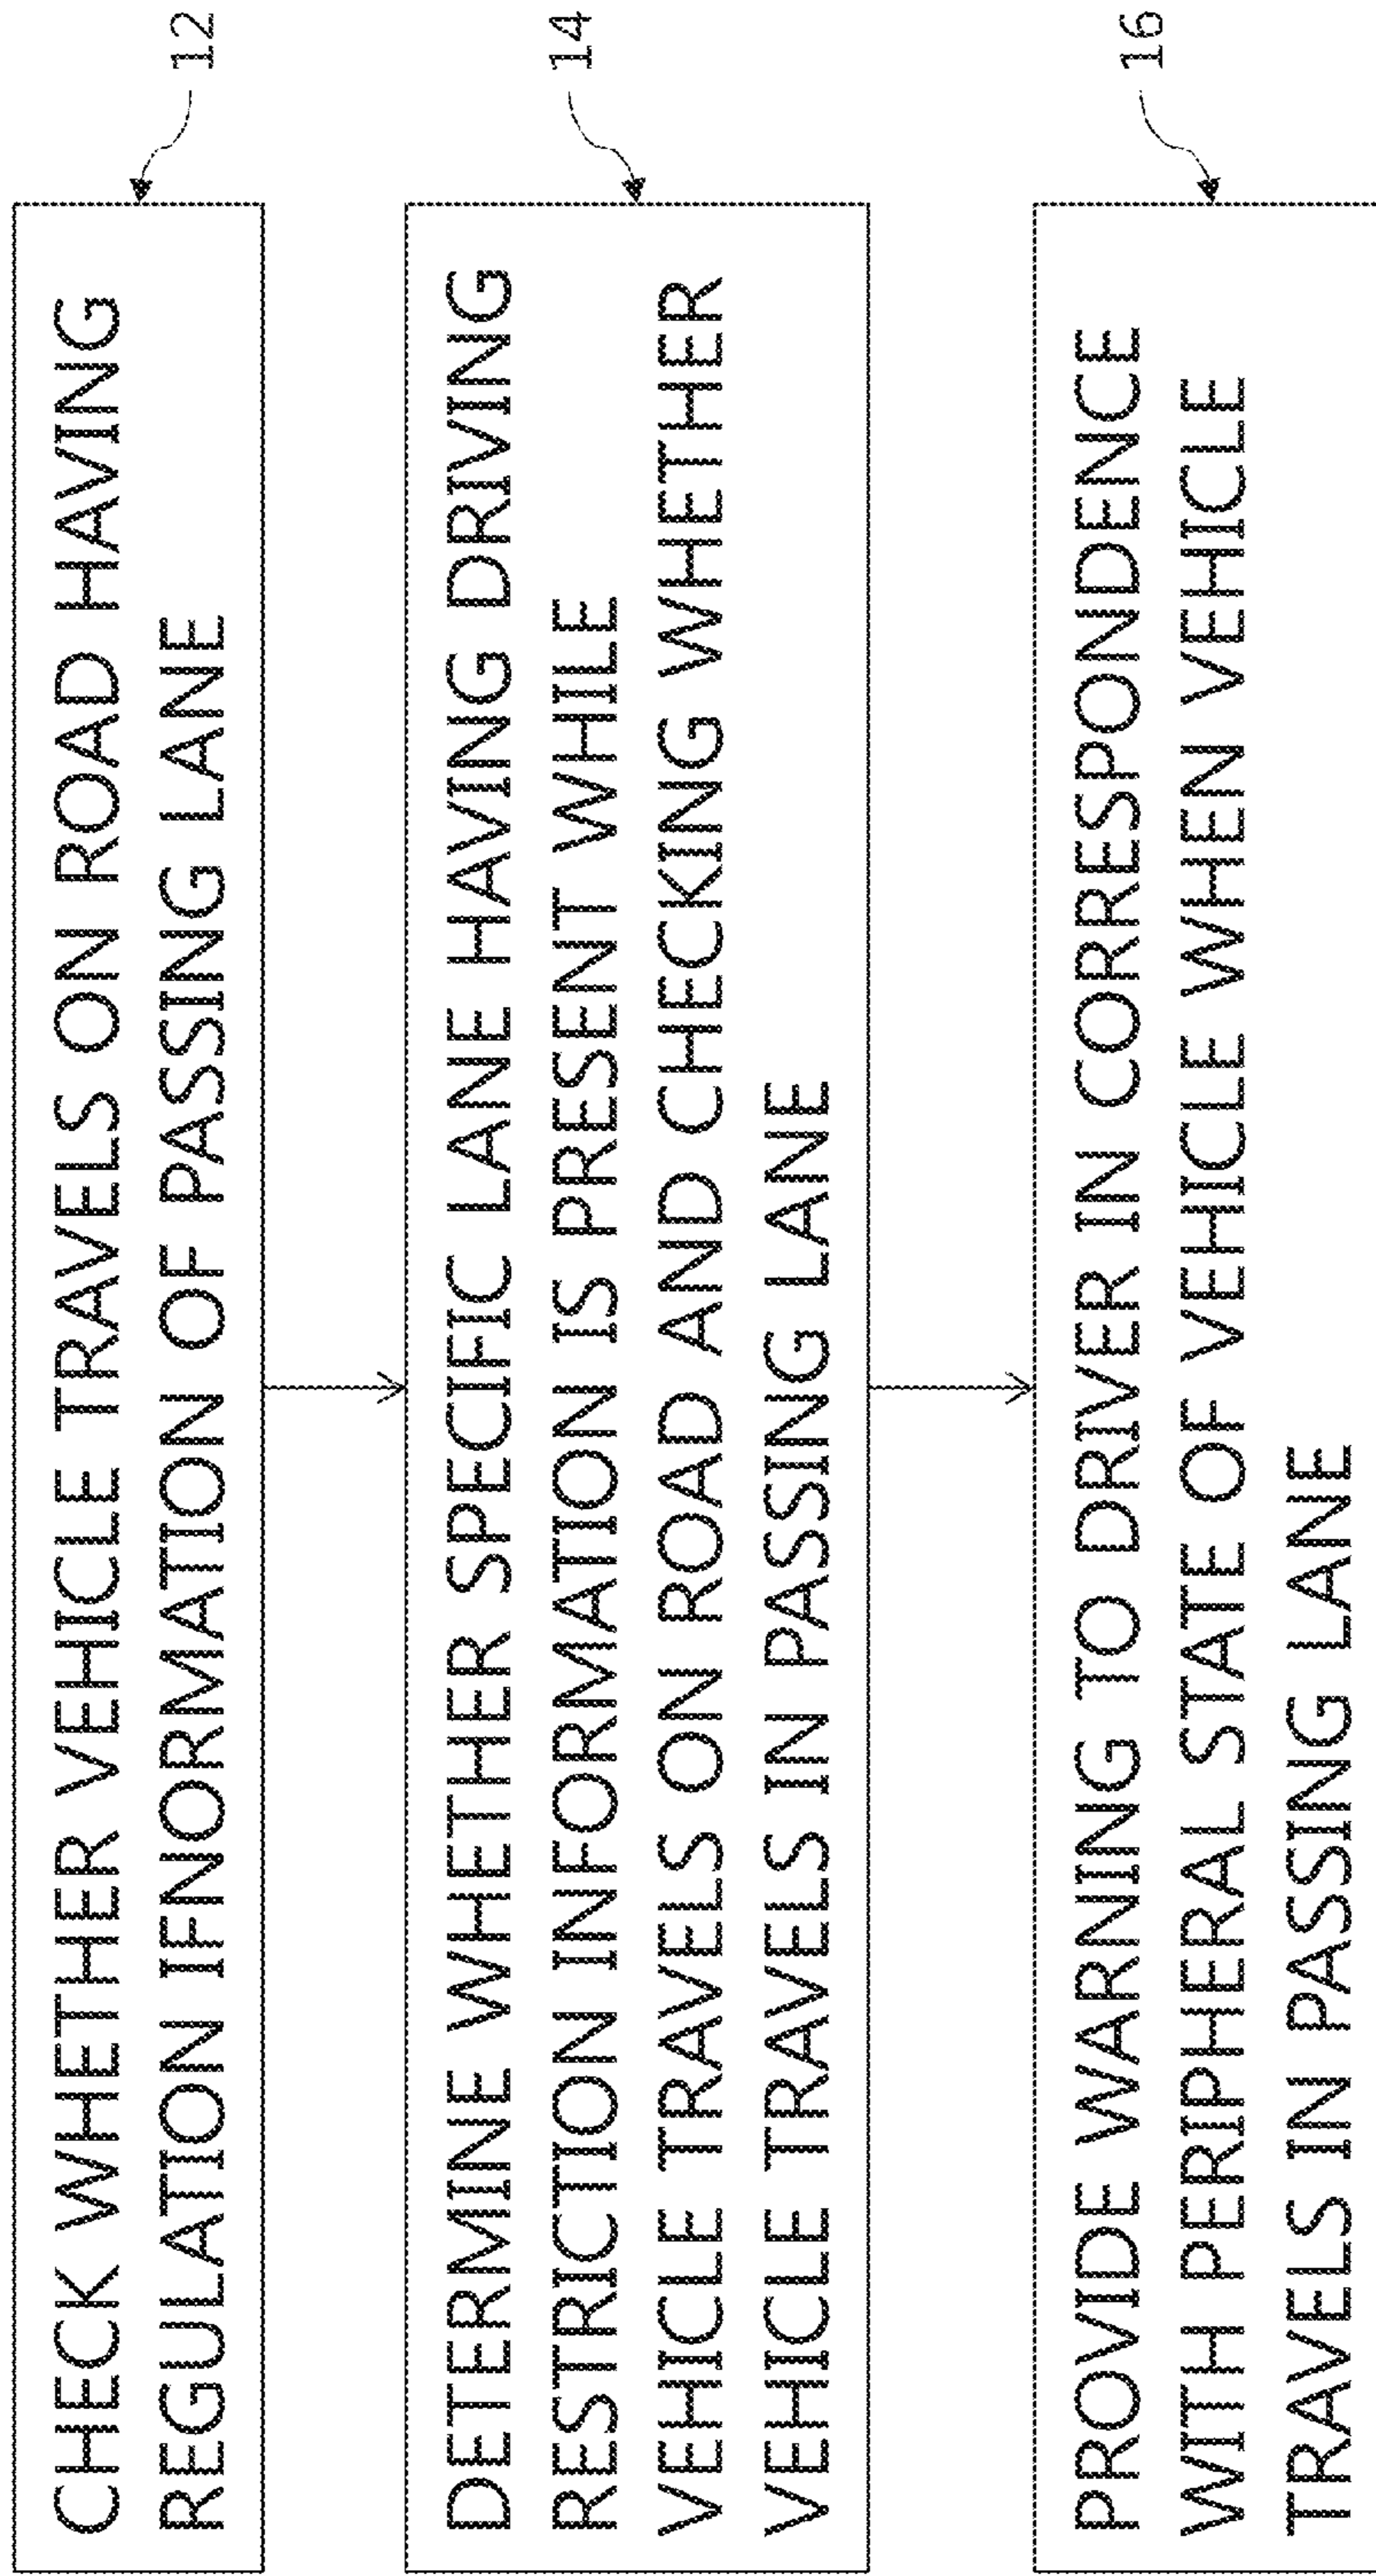 CHECK WHETHER VEHICLE TRAVELS ON ROAD HAVING
REGULATION IFNORMATION OF PASSING LANE
12
DETERMINE WHETHER SPECIFIC LANE HAVING DRIVING
RESTRICTION INFORMATION IS PRESENT WHILE
VEHICLE TRAVELS ON ROAD AND CHECKING WHETHER
VEHICLE TRAVELS IN PASSING LANE
14
PROVIDE WARNING TO DRIVER IN CORRESPONDENCE
WITH PERIPHERAL STATE OF VEHICLE WHEN VEHICLE
TRAVELS IN PASSING LANE
16